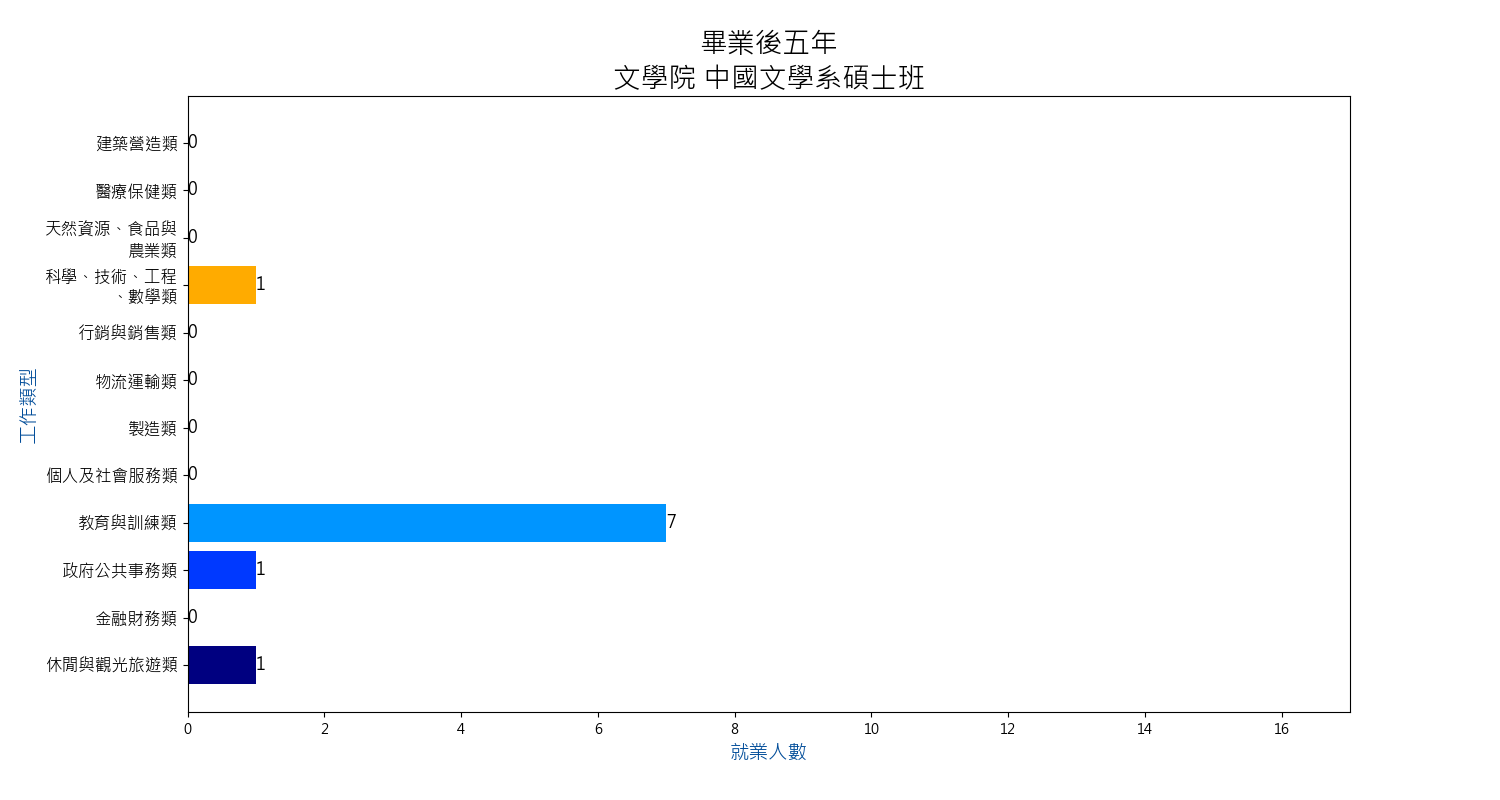 畢業後五年
文學院 中國文學系碩士班
建築營造類 0
醫療保健類 0
天然資源、食品與
農業類 0
科學、技術、工程
、數學類 1
行銷與銷售類 0
物流運輸類 0
製造類 0
個人及社會服務類 0
教育與訓練類 7
政府公共事務類 1
金融財務類 0
休閒與觀光旅遊類 1
工作類型
0 2 4 6 8 10 12 14 16
就業人數